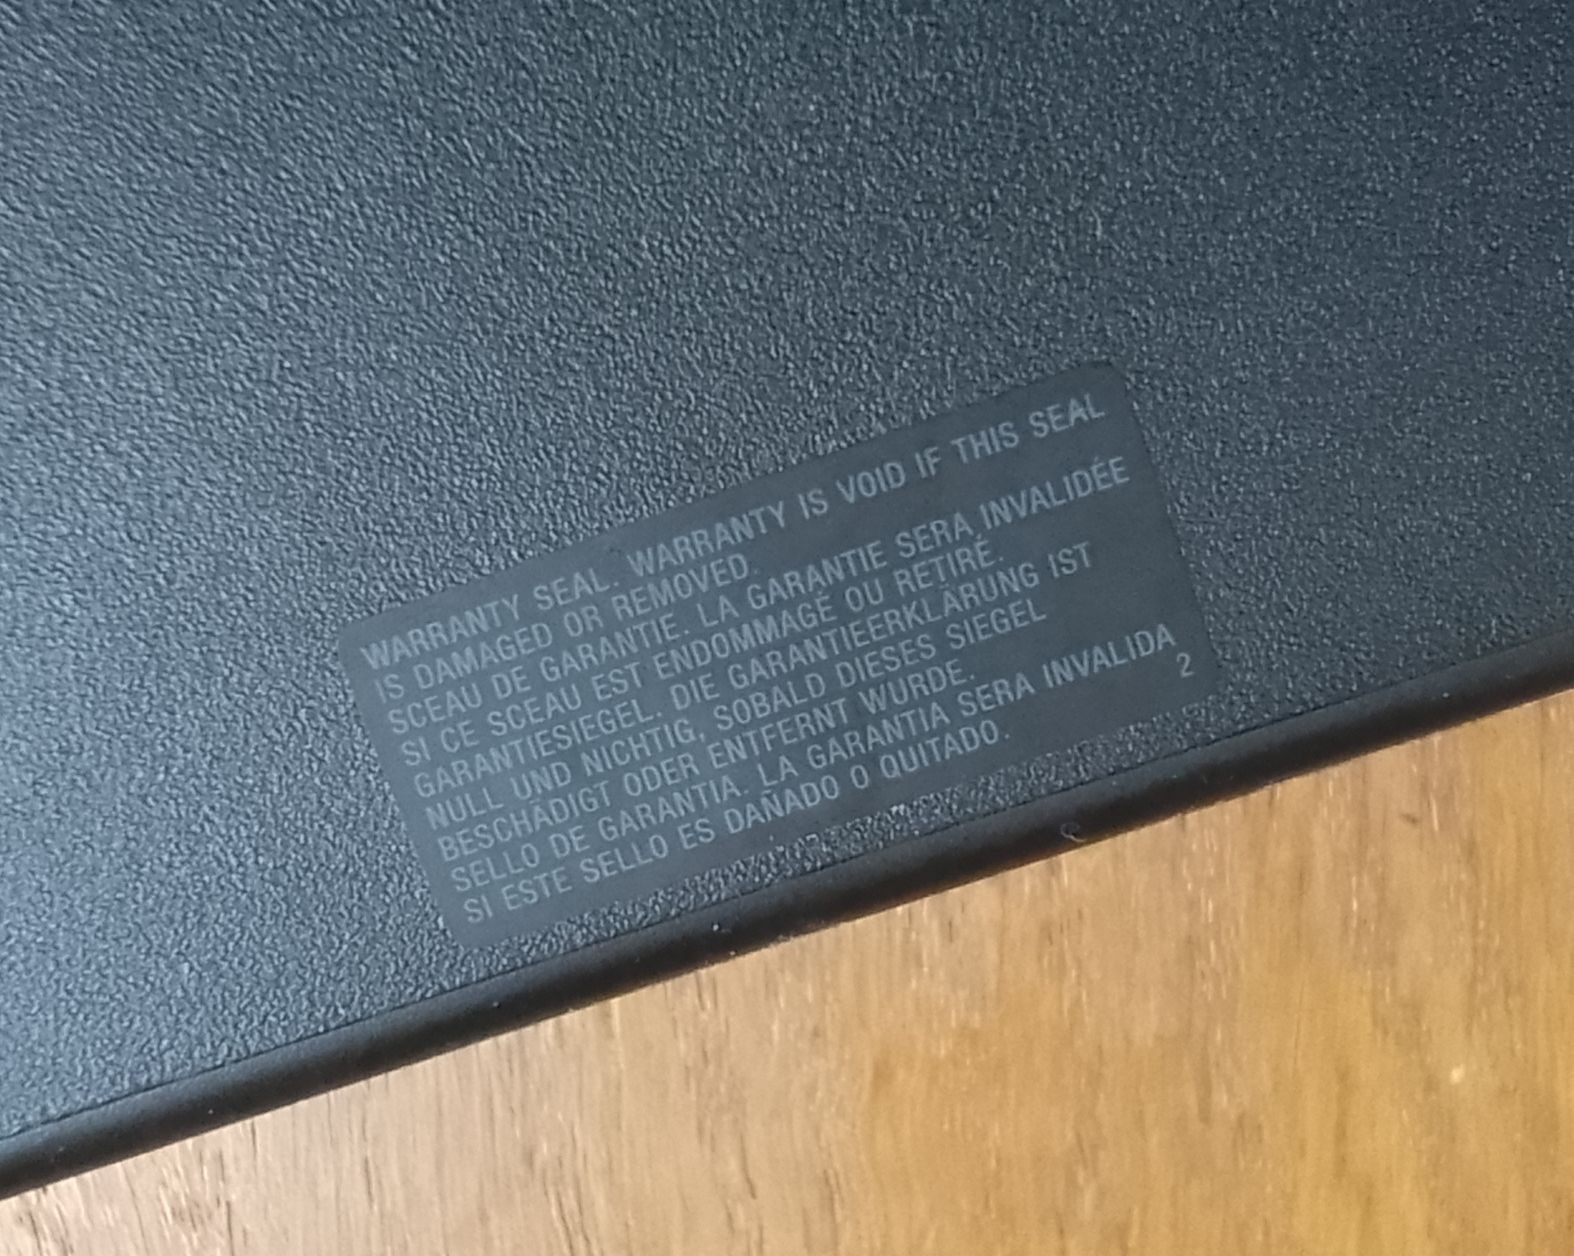 WARRANTY SEAL. WARRANTY IS VOID IF THIS SEAL
IS DAMAGED OR REMOVED.
SCEAU DE GARANTIE. LA GARANTIE SERA INVALIDÉE
SI CE SCEAU EST ENDOMMAGÉ OU RETIRÉ.
GARANTIESIEGEL. DIE GARANTIEERKLÄRUNG IST
NULL UND NICHTIG, SOBALD DIESES SIEGEL
BESCHÄDIGT ODER ENTFERNT WURDE.
SELLO DE GARANTIA. LA GARANTIA SERA INVALIDA
SI ESTE SELLO ES DAÑADO O QUITADO.
2